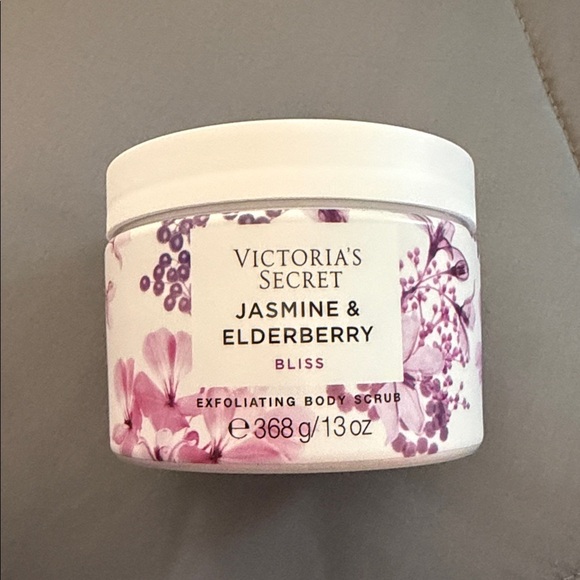 VICTORIA'S
SECRET
JASMINE &
ELDERBERRY
BLISS
EXFOLIATING BODY SCRUB
℮ 368 g/13 oz